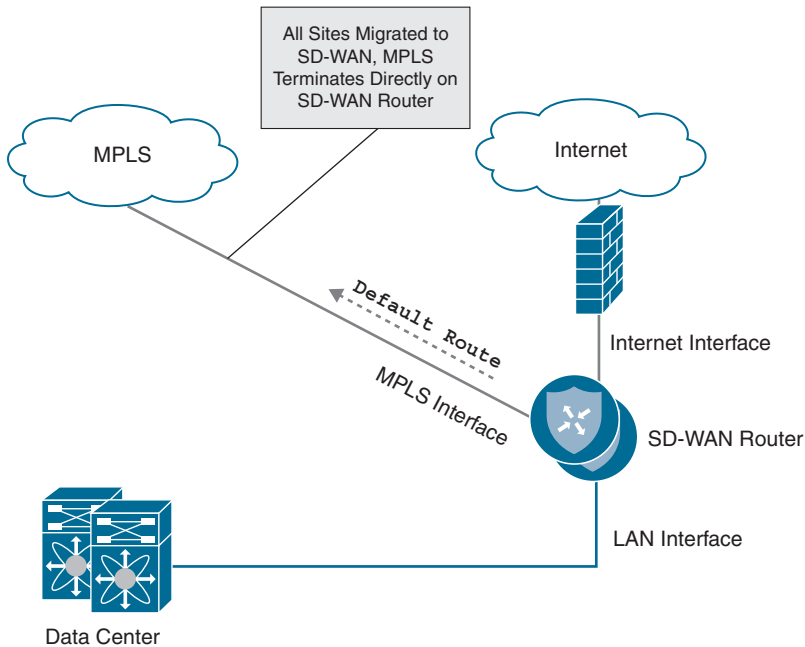 All Sites Migrated to
SD-WAN, MPLS
Terminates Directly on
SD-WAN Router
MPLS
Internet
Default Route
Internet Interface
MPLS Interface
SD-WAN Router
LAN Interface
Data Center